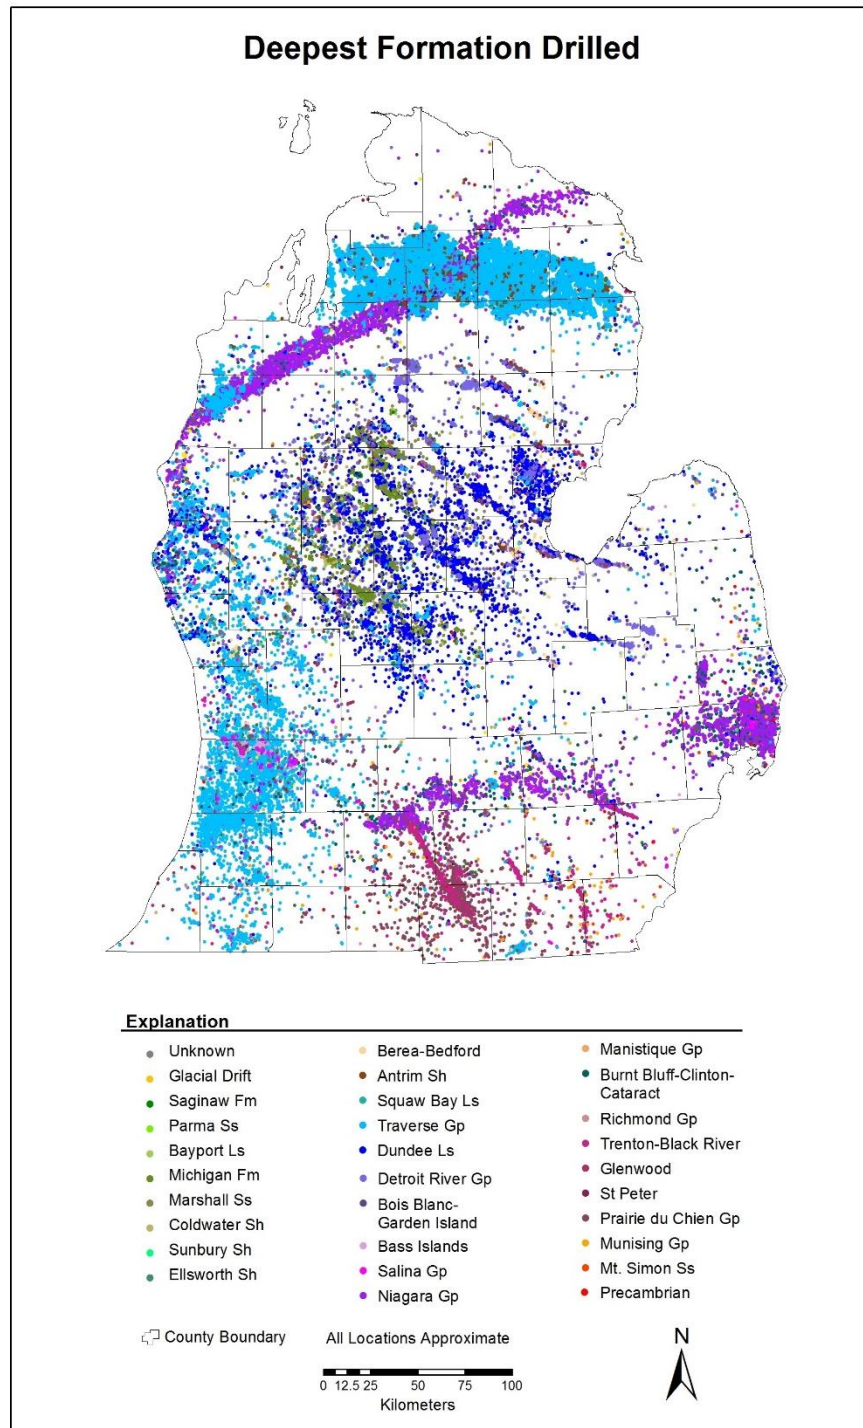 Deepest Formation Drilled
Explanation
Unknown
Glacial Drift
Saginaw Fm
Parma Ss
Bayport Ls
Michigan Fm
Marshall Ss
Coldwater Sh
Sunbury Sh
Ellsworth Sh
Berea-Bedford
Antrim Sh
Squaw Bay Ls
Traverse Gp
Dundee Ls
Detroit River Gp
Bois Blanc-
Garden Island
Bass Islands
Salina Gp
Niagara Gp
Manistique Gp
Burnt Bluff-Clinton-
Cataract
Richmond Gp
Trenton-Black River
Glenwood
St Peter
Prairie du Chien Gp
Munising Gp
Mt. Simon Ss
Precambrian
County Boundary
All Locations Approximate
N
0 12.5 25 50 75 100
Kilometers